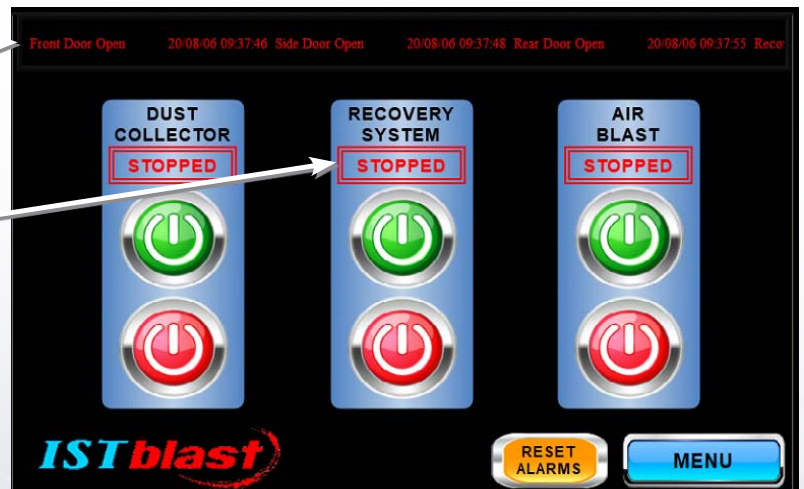 Front Door Open 20/08/06 09:37:46 Side Door Open 20/08/06 09:37:48 Rear Door Open 20/08/06 09:37:55 Reco
DUST
COLLECTOR
STOPPED
RECOVERY
SYSTEM
STOPPED
AIR
BLAST
STOPPED
ISTblast
RESET
ALARMS
MENU